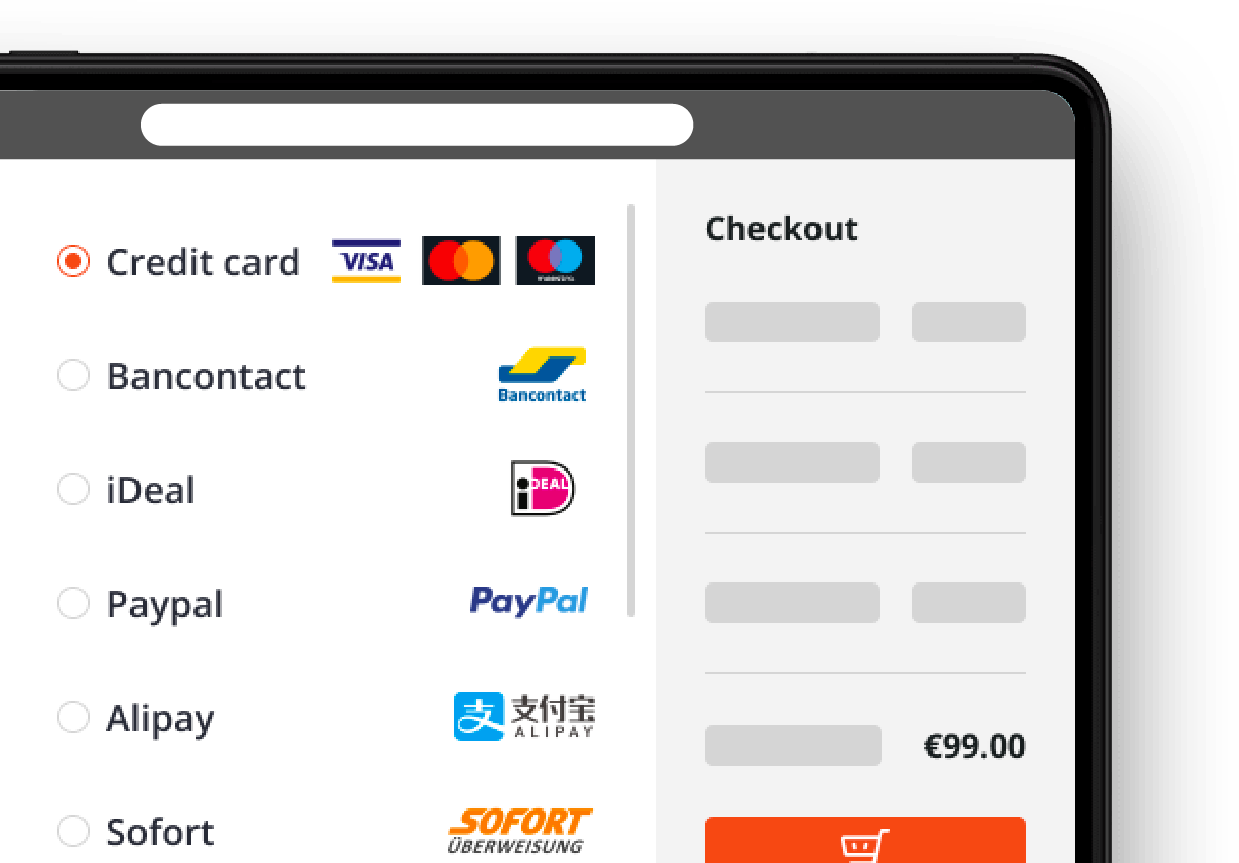 Credit card VISA
Bancontact
Bancontact
iDeal
iDEAL
Paypal
PayPal
Alipay
支付宝
ALIPAY
Sofort
SOFORT
ÜBERWEISUNG
Checkout
€99.00